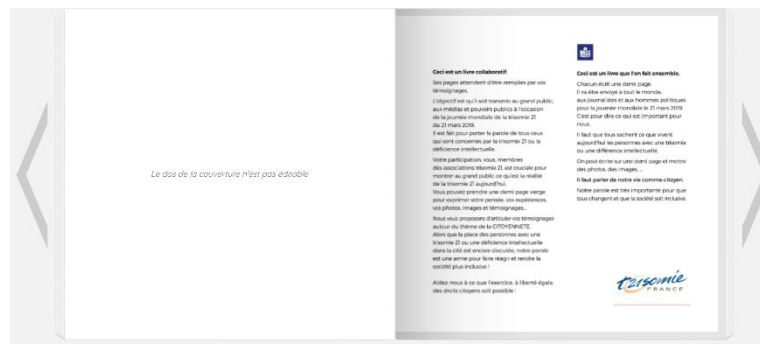 Le dos de la couverture n'est pas éditable
Ceci est un livre collaboratif.
Ses pages attendent d'être remplies par vos
témoignages.
L'objectif est qu'il soit transmis au grand public,
aux médias et pouvoirs publics à l'occasion
de la journée mondiale de la trisomie 21
du 21 mars 2019.
Il est fait pour porter la parole de tous ceux
qui sont concernés par la trisomie 21 ou la
déficience intellectuelle.
Votre participation, vous, membres
des associations trisomie 21, est cruciale pour
montrer au grand public ce qu'est la réalité
de la trisomie 21 aujourd'hui.
Vous pouvez prendre une demi page vierge
pour exprimer votre pensée, vos expériences,
vos photos, images et témoignages...
Nous vous proposons d'articuler vos témoignages
autour du thème de la CITOYENNETE.
Alors que la place des personnes avec une
trisomie 21 ou une déficience intellectuelle
dans la cité est encore discutée, notre parole
est une arme pour faire réagir et rendre la
société plus inclusive !
Aidez nous à ce que l'exercice, à liberté égale,
des droits citoyens soit possible !
Ceci est un livre que l'on fait ensemble.
Chacun écrit une demi page.
Il va être envoyé à tout le monde,
aux journalistes et aux hommes politiques
pour la journée mondiale le 21 mars 2019.
C'est pour dire ce qui est important pour
nous.
Il faut que tous sachent ce que vivent
aujourd'hui les personnes avec une trisomie
ou une différence intellectuelle.
On peut écrire sur une demi page et mettre
des photos, des images, ...
Il faut parler de notre vie comme citoyen.
Notre parole est très importante pour que
tous changent et que la société soit inclusive.
trisomie
FRANCE